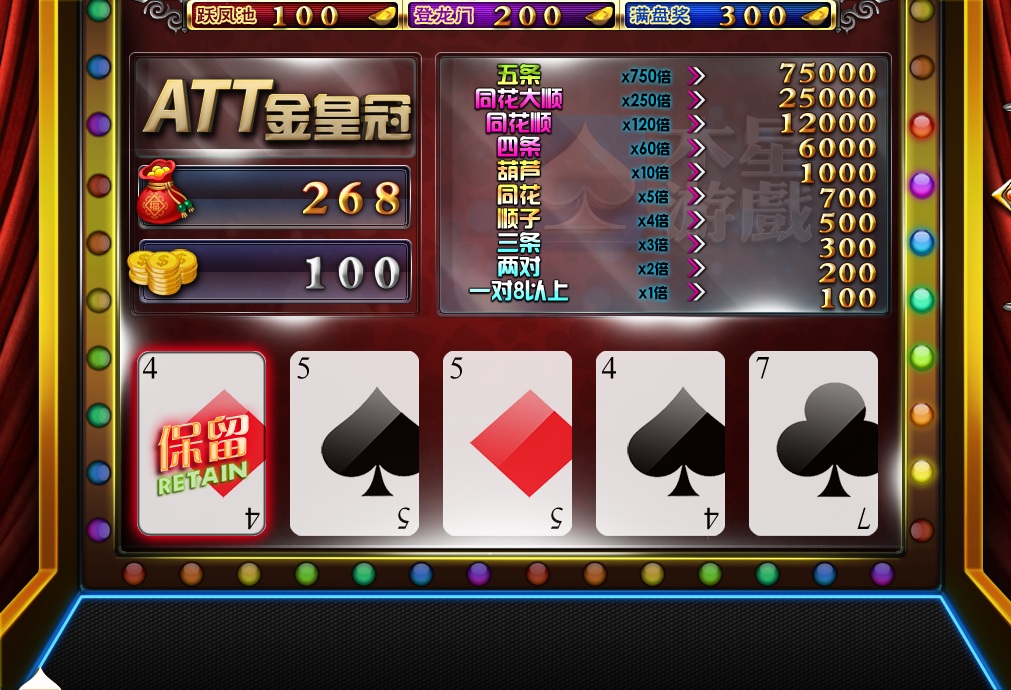 跃凤池 100 登龙门 200 满盘奖 300
ATT金皇冠
268
100
五条 x750倍 75000
同花大顺 x250倍 25000
同花顺 x120倍 12000
四条 x60倍 6000
葫芦 x10倍 1000
同花 x5倍 700
顺子 x4倍 500
三条 x3倍 300
两对 x2倍 200
一对8以上 x1倍 100
木星
游戲
4 5 5 4 7
保留
RETAIN
4 5 5 4 7